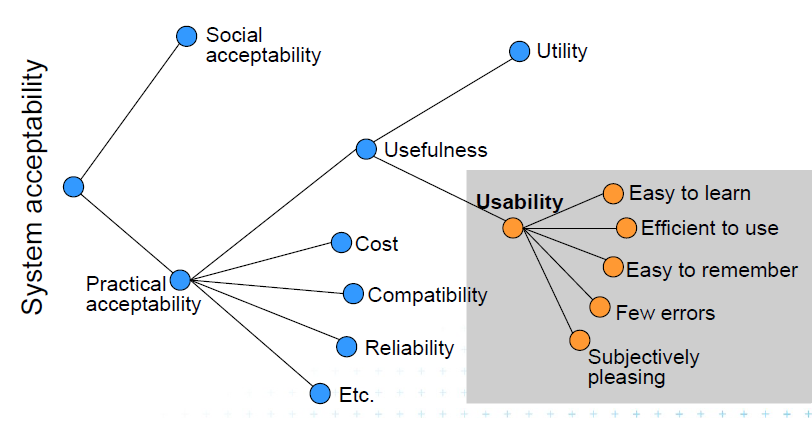 System acceptability
Social
acceptability
Utility
Usefulness
Usability
Easy to learn
Efficient to use
Easy to remember
Few errors
Subjectively
pleasing
Practical
acceptability
Cost
Compatibility
Reliability
Etc.